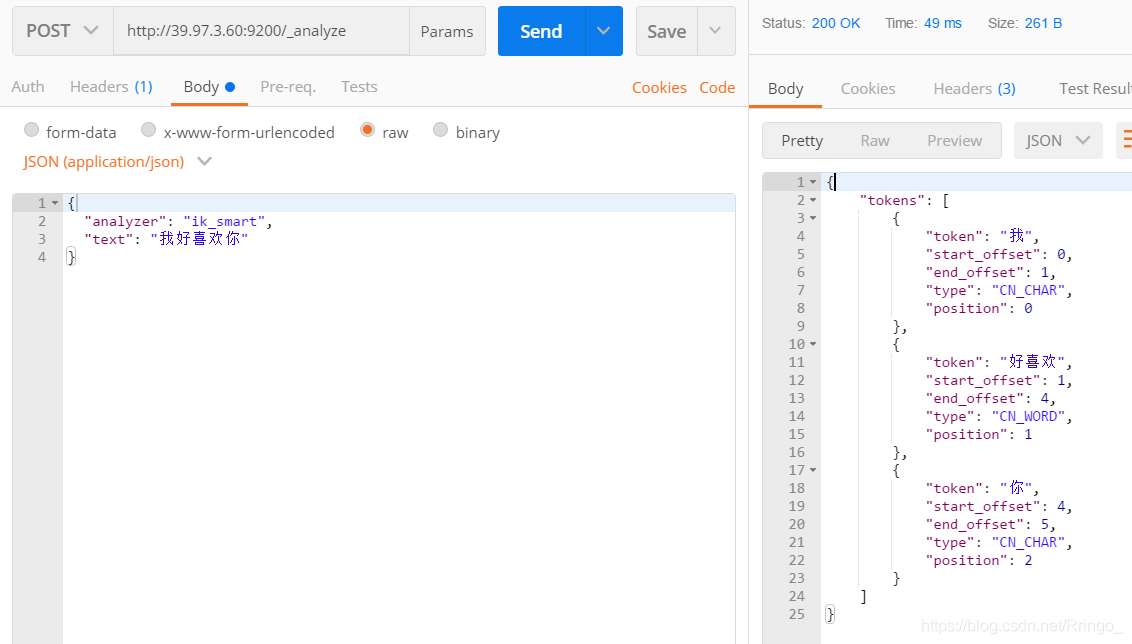 POST http://39.97.3.60:9200/_analyze Params Send Save
Auth Headers (1) Body Pre-req. Tests Cookies Code
form-data x-www-form-urlencoded raw binary
JSON (application/json)
1 {
2 "analyzer": "ik_smart",
3 "text": "我好喜欢你"
4 }
Status: 200 OK Time: 49 ms Size: 261 B
Body Cookies Headers (3) Test Resul
Pretty Raw Preview JSON
1 {
2 "tokens": [
3 {
4 "token": "我",
5 "start_offset": 0,
6 "end_offset": 1,
7 "type": "CN_CHAR",
8 "position": 0
9 },
10 {
11 "token": "好喜欢",
12 "start_offset": 1,
13 "end_offset": 4,
14 "type": "CN_WORD",
15 "position": 1
16 },
17 {
18 "token": "你",
19 "start_offset": 4,
20 "end_offset": 5,
21 "type": "CN_CHAR",
22 "position": 2
23 }
24 ]
25 }
https://blog.csdn.net/Rringo_